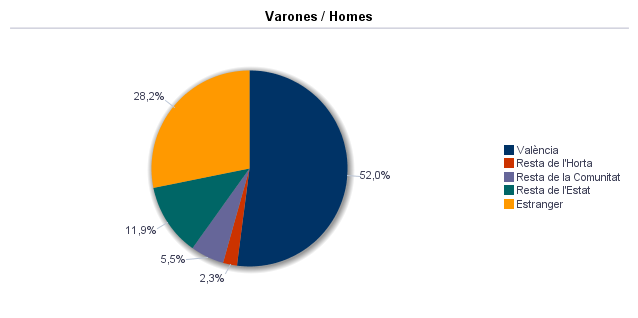 Varones / Homes
28,2%
52,0%
11,9%
5,5%
2,3%
València
Resta de l'Horta
Resta de la Comunitat
Resta de l'Estat
Estranger